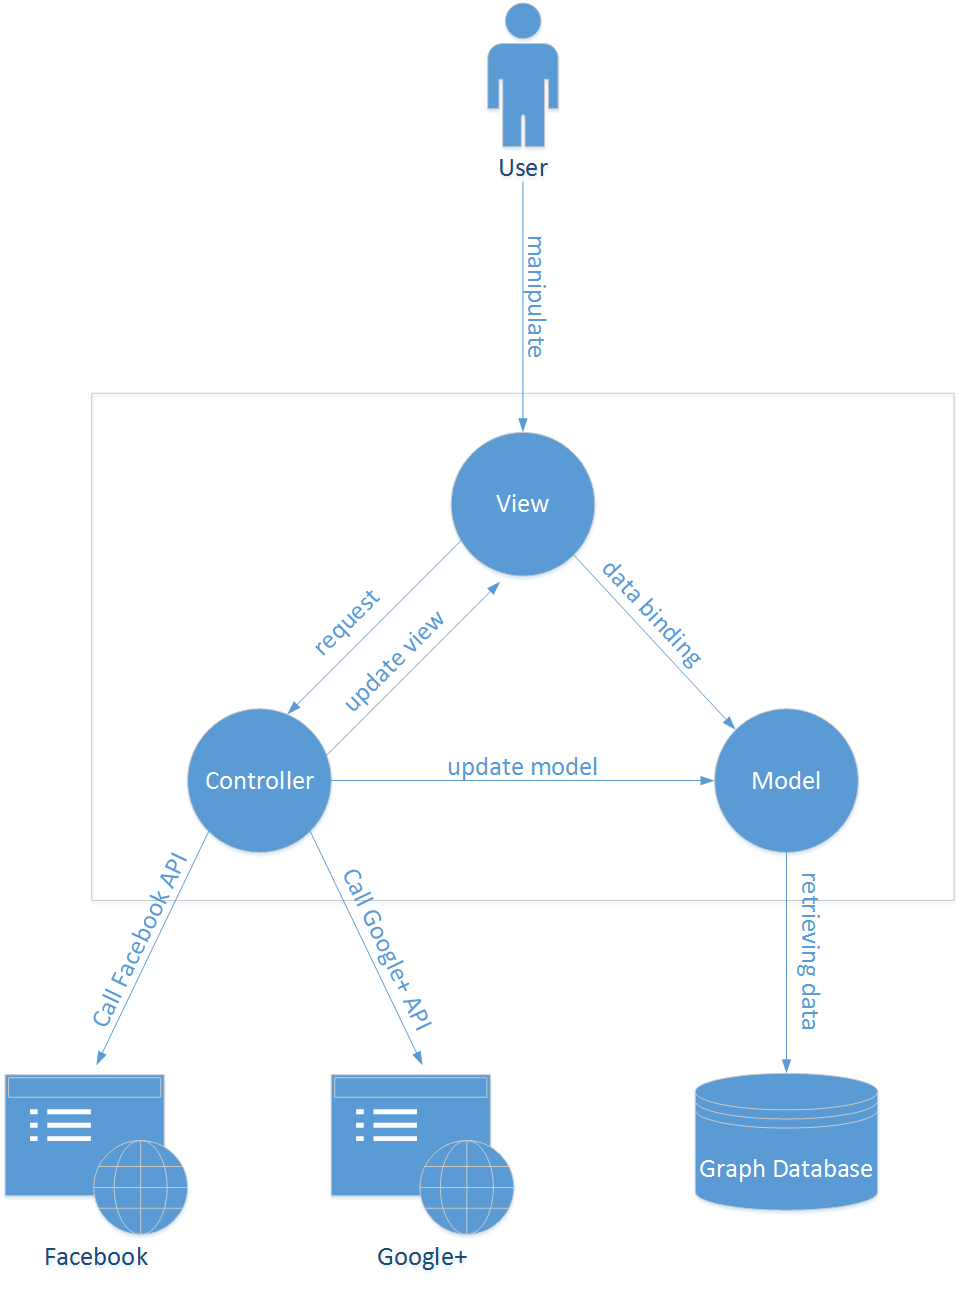 User
manipulate
View
request
update view
data binding
Controller
update model
Model
Call Facebook API
Call Google+ API
retrieving data
Graph Database
Facebook
Google+